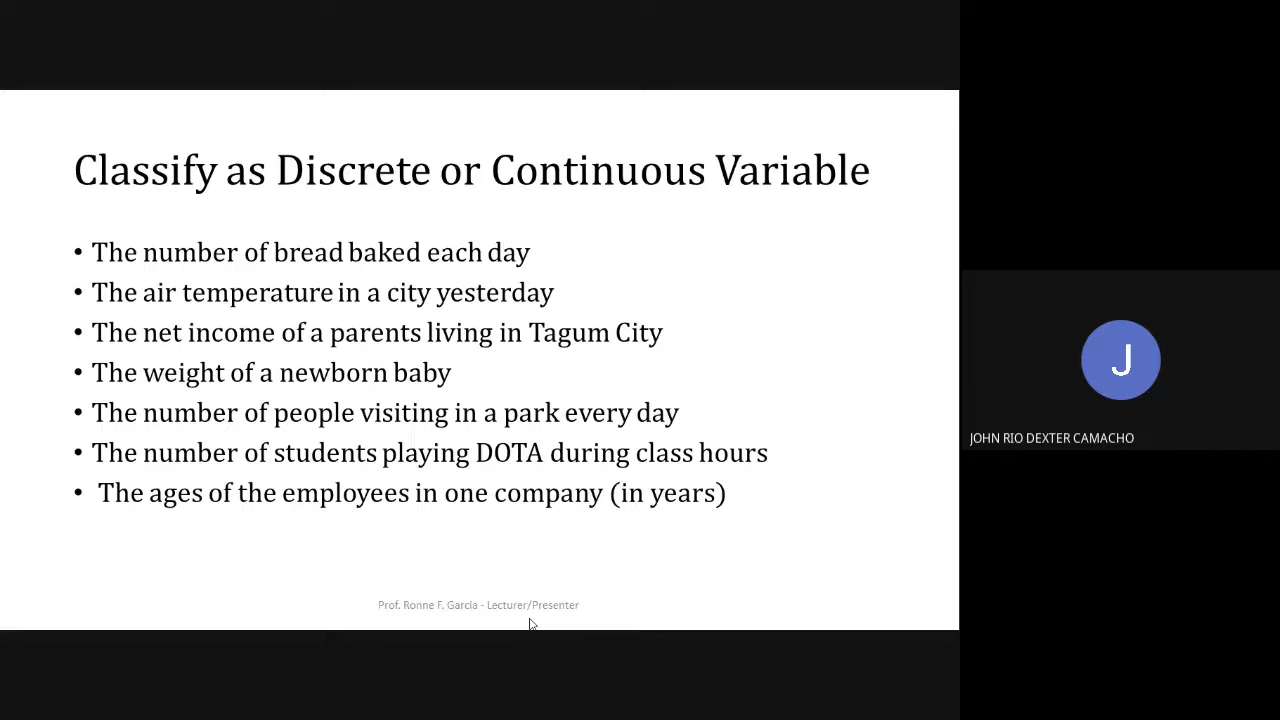 Classify as Discrete or Continuous Variable
• The number of bread baked each day
• The air temperature in a city yesterday
• The net income of a parents living in Tagum City
• The weight of a newborn baby
• The number of people visiting in a park every day
• The number of students playing DOTA during class hours
• The ages of the employees in one company (in years)
Prof. Ronne F. Garcia - Lecturer/Presenter
J
JOHN RIO DEXTER CAMACHO